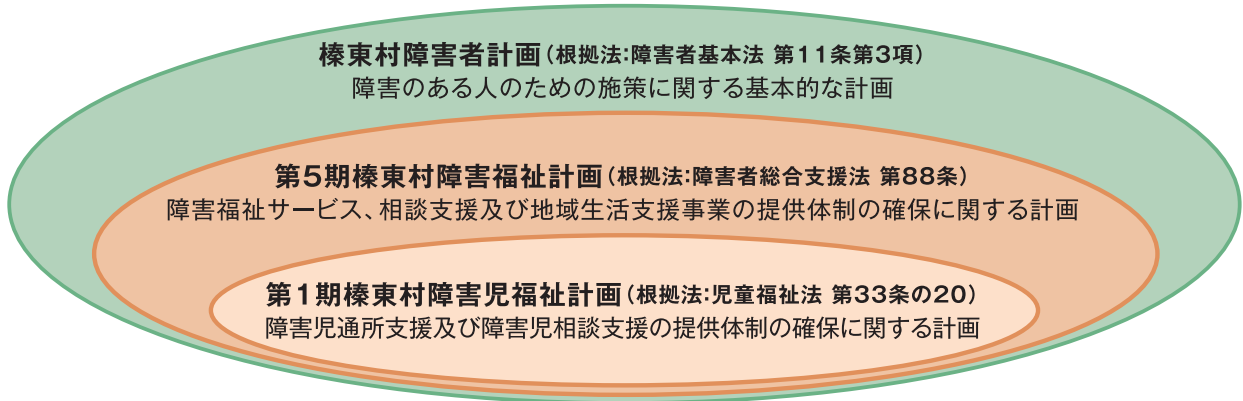 榛東村障害者計画（根拠法:障害者基本法 第11条第3項）
障害のある人のための施策に関する基本的な計画
第5期榛東村障害福祉計画（根拠法:障害者総合支援法 第88条）
障害福祉サービス、相談支援及び地域生活支援事業の提供体制の確保に関する計画
第1期榛東村障害児福祉計画（根拠法:児童福祉法 第33条の20）
障害児通所支援及び障害児相談支援の提供体制の確保に関する計画